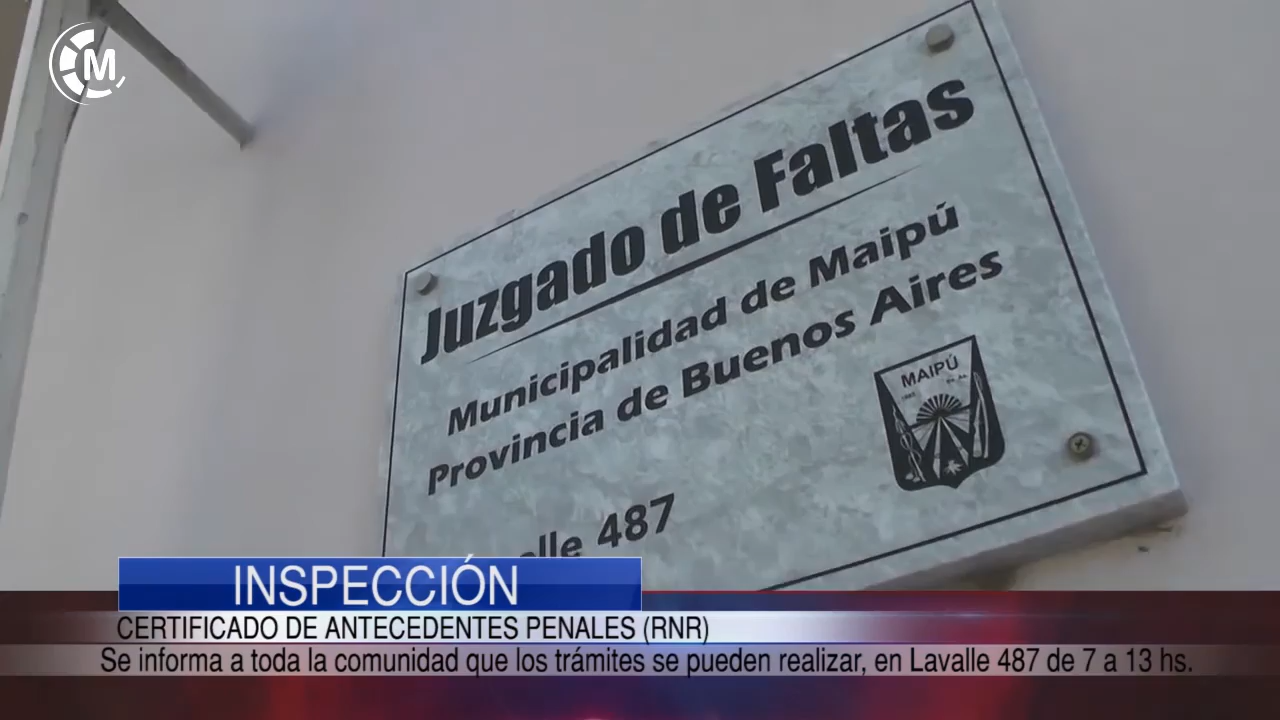 M
Juzgado de Faltas
Municipalidad de Maipú
Provincia de Buenos Aires
MAIPÚ
487
INSPECCIÓN
CERTIFICADO DE ANTECEDENTES PENALES (RNR)
Se informa a toda la comunidad que los trámites se pueden realizar, en Lavalle 487 de 7 a 13 hs.